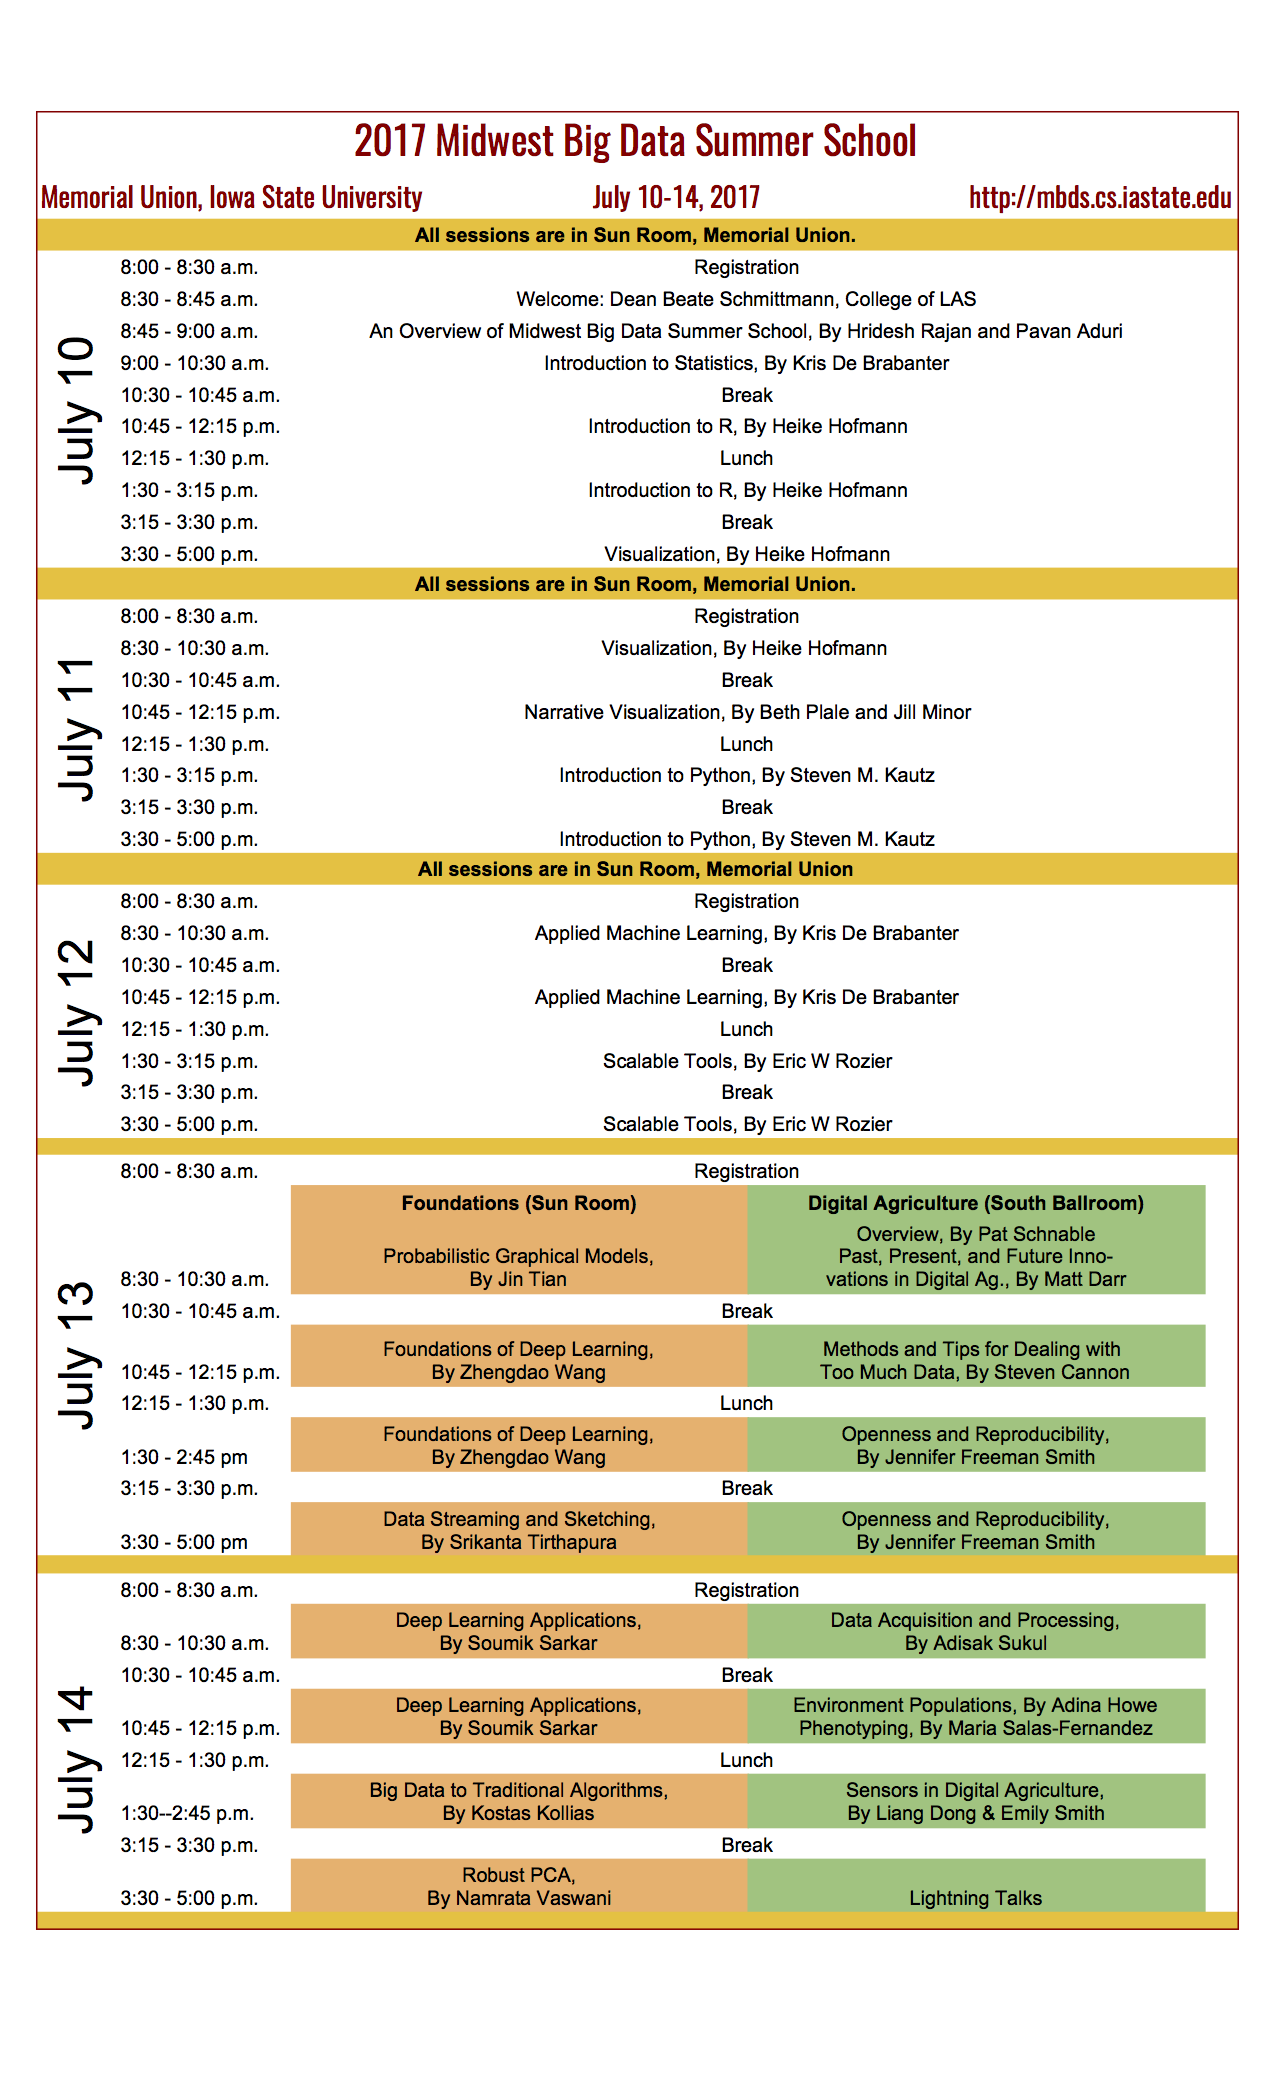 2017 Midwest Big Data Summer School
Memorial Union, Iowa State University July 10-14, 2017 http://mbds.cs.iastate.edu
All sessions are in Sun Room, Memorial Union.
July 10
8:00 - 8:30 a.m. Registration
8:30 - 8:45 a.m. Welcome: Dean Beate Schmittmann, College of LAS
8:45 - 9:00 a.m. An Overview of Midwest Big Data Summer School, By Hridesh Rajan and Pavan Aduri
9:00 - 10:30 a.m. Introduction to Statistics, By Kris De Brabanter
10:30 - 10:45 a.m. Break
10:45 - 12:15 p.m. Introduction to R, By Heike Hofmann
12:15 - 1:30 p.m. Lunch
1:30 - 3:15 p.m. Introduction to R, By Heike Hofmann
3:15 - 3:30 p.m. Break
3:30 - 5:00 p.m. Visualization, By Heike Hofmann
All sessions are in Sun Room, Memorial Union.
July 11
8:00 - 8:30 a.m. Registration
8:30 - 10:30 a.m. Visualization, By Heike Hofmann
10:30 - 10:45 a.m. Break
10:45 - 12:15 p.m. Narrative Visualization, By Beth Plale and Jill Minor
12:15 - 1:30 p.m. Lunch
1:30 - 3:15 p.m. Introduction to Python, By Steven M. Kautz
3:15 - 3:30 p.m. Break
3:30 - 5:00 p.m. Introduction to Python, By Steven M. Kautz
All sessions are in Sun Room, Memorial Union
July 12
8:00 - 8:30 a.m. Registration
8:30 - 10:30 a.m. Applied Machine Learning, By Kris De Brabanter
10:30 - 10:45 a.m. Break
10:45 - 12:15 p.m. Applied Machine Learning, By Kris De Brabanter
12:15 - 1:30 p.m. Lunch
1:30 - 3:15 p.m. Scalable Tools, By Eric W Rozier
3:15 - 3:30 p.m. Break
3:30 - 5:00 p.m. Scalable Tools, By Eric W Rozier
July 13
8:00 - 8:30 a.m. Registration
Foundations (Sun Room) Digital Agriculture (South Ballroom)
Overview, By Pat Schnable
Probabilistic Graphical Models, Past, Present, and Future Inno-
8:30 - 10:30 a.m. By Jin Tian vations in Digital Ag., By Matt Darr
10:30 - 10:45 a.m. Break
Foundations of Deep Learning, Methods and Tips for Dealing with
10:45 - 12:15 p.m. By Zhengdao Wang Too Much Data, By Steven Cannon
12:15 - 1:30 p.m. Lunch
Foundations of Deep Learning, Openness and Reproducibility,
1:30 - 2:45 pm By Zhengdao Wang By Jennifer Freeman Smith
3:15 - 3:30 p.m. Break
Data Streaming and Sketching, Openness and Reproducibility,
3:30 - 5:00 pm By Srikanta Tirthapura By Jennifer Freeman Smith
July 14
8:00 - 8:30 a.m. Registration
Deep Learning Applications, Data Acquisition and Processing,
8:30 - 10:30 a.m. By Soumik Sarkar By Adisak Sukul
10:30 - 10:45 a.m. Break
Deep Learning Applications, Environment Populations, By Adina Howe
10:45 - 12:15 p.m. By Soumik Sarkar Phenotyping, By Maria Salas-Fernandez
12:15 - 1:30 p.m. Lunch
Big Data to Traditional Algorithms, Sensors in Digital Agriculture,
1:30--2:45 p.m. By Kostas Kollias By Liang Dong & Emily Smith
3:15 - 3:30 p.m. Break
Robust PCA,
3:30 - 5:00 p.m. By Namrata Vaswani Lightning Talks